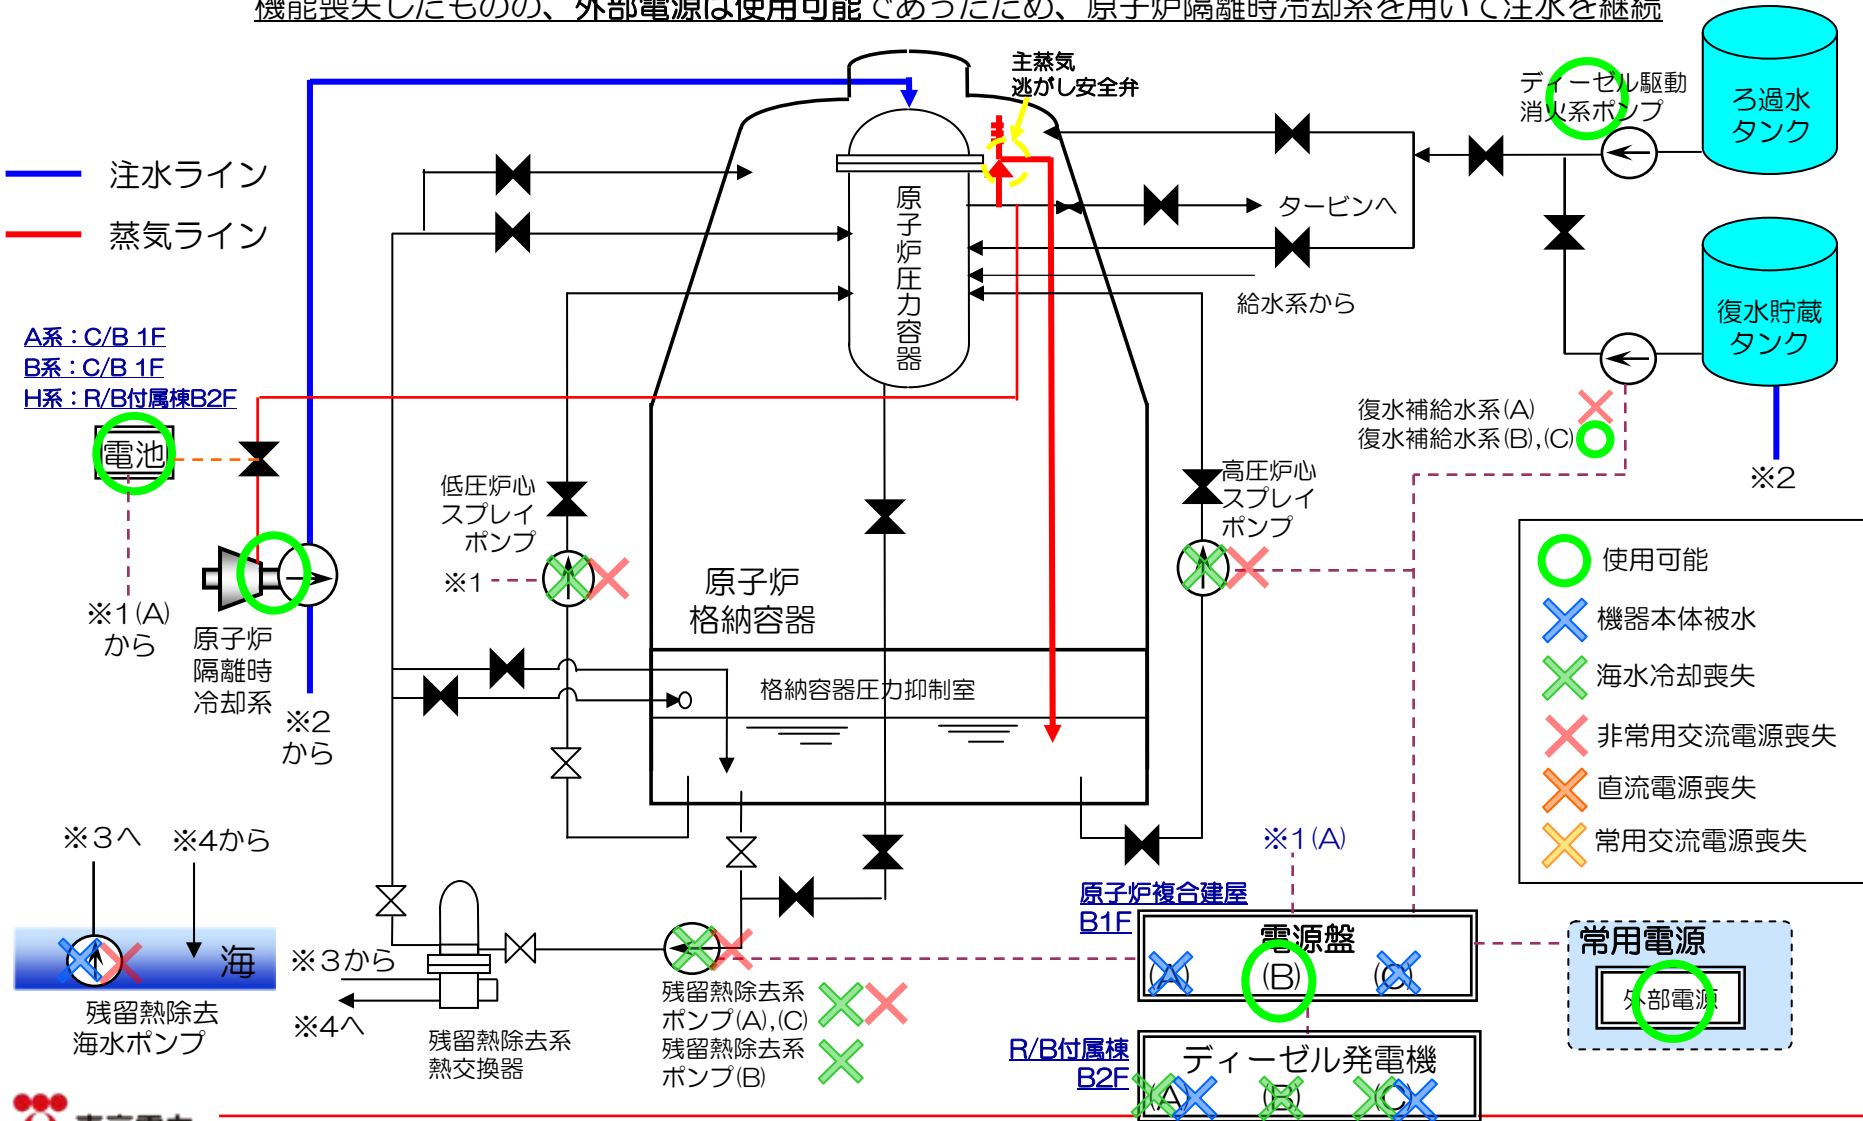 機能喪失したものの、外部電源は使用可能であったため、原子炉隔離時冷却系を用いて注水を継続
主蒸気
逃がし安全弁
ディーゼル駆動
消火系ポンプ
ろ過水
タンク
注水ライン
蒸気ライン
原子炉圧力容器
タービンへ
給水系から
復水貯蔵
タンク
A系：C/B 1F
B系：C/B 1F
H系：R/B付属棟B2F
電池
復水補給水系(A)
復水補給水系(B),(C)
※2
低圧炉心
スプレイ
ポンプ
※1
高圧炉心
スプレイ
ポンプ
原子炉
格納容器
※1(A)
から
原子炉
隔離時
冷却系
※2
から
格納容器圧力抑制室
使用可能
機器本体被水
海水冷却喪失
非常用交流電源喪失
直流電源喪失
常用交流電源喪失
※3へ
※4から
海
残留熱除去
海水ポンプ
※3から
※4へ
残留熱除去系
熱交換器
残留熱除去系
ポンプ(A),(C)
残留熱除去系
ポンプ(B)
※1(A)
原子炉複合建屋
B1F
電源盤
(A)
(B)
(C)
常用電源
外部電源
R/B付属棟
B2F
ディーゼル発電機
(A)
(B)
(C)